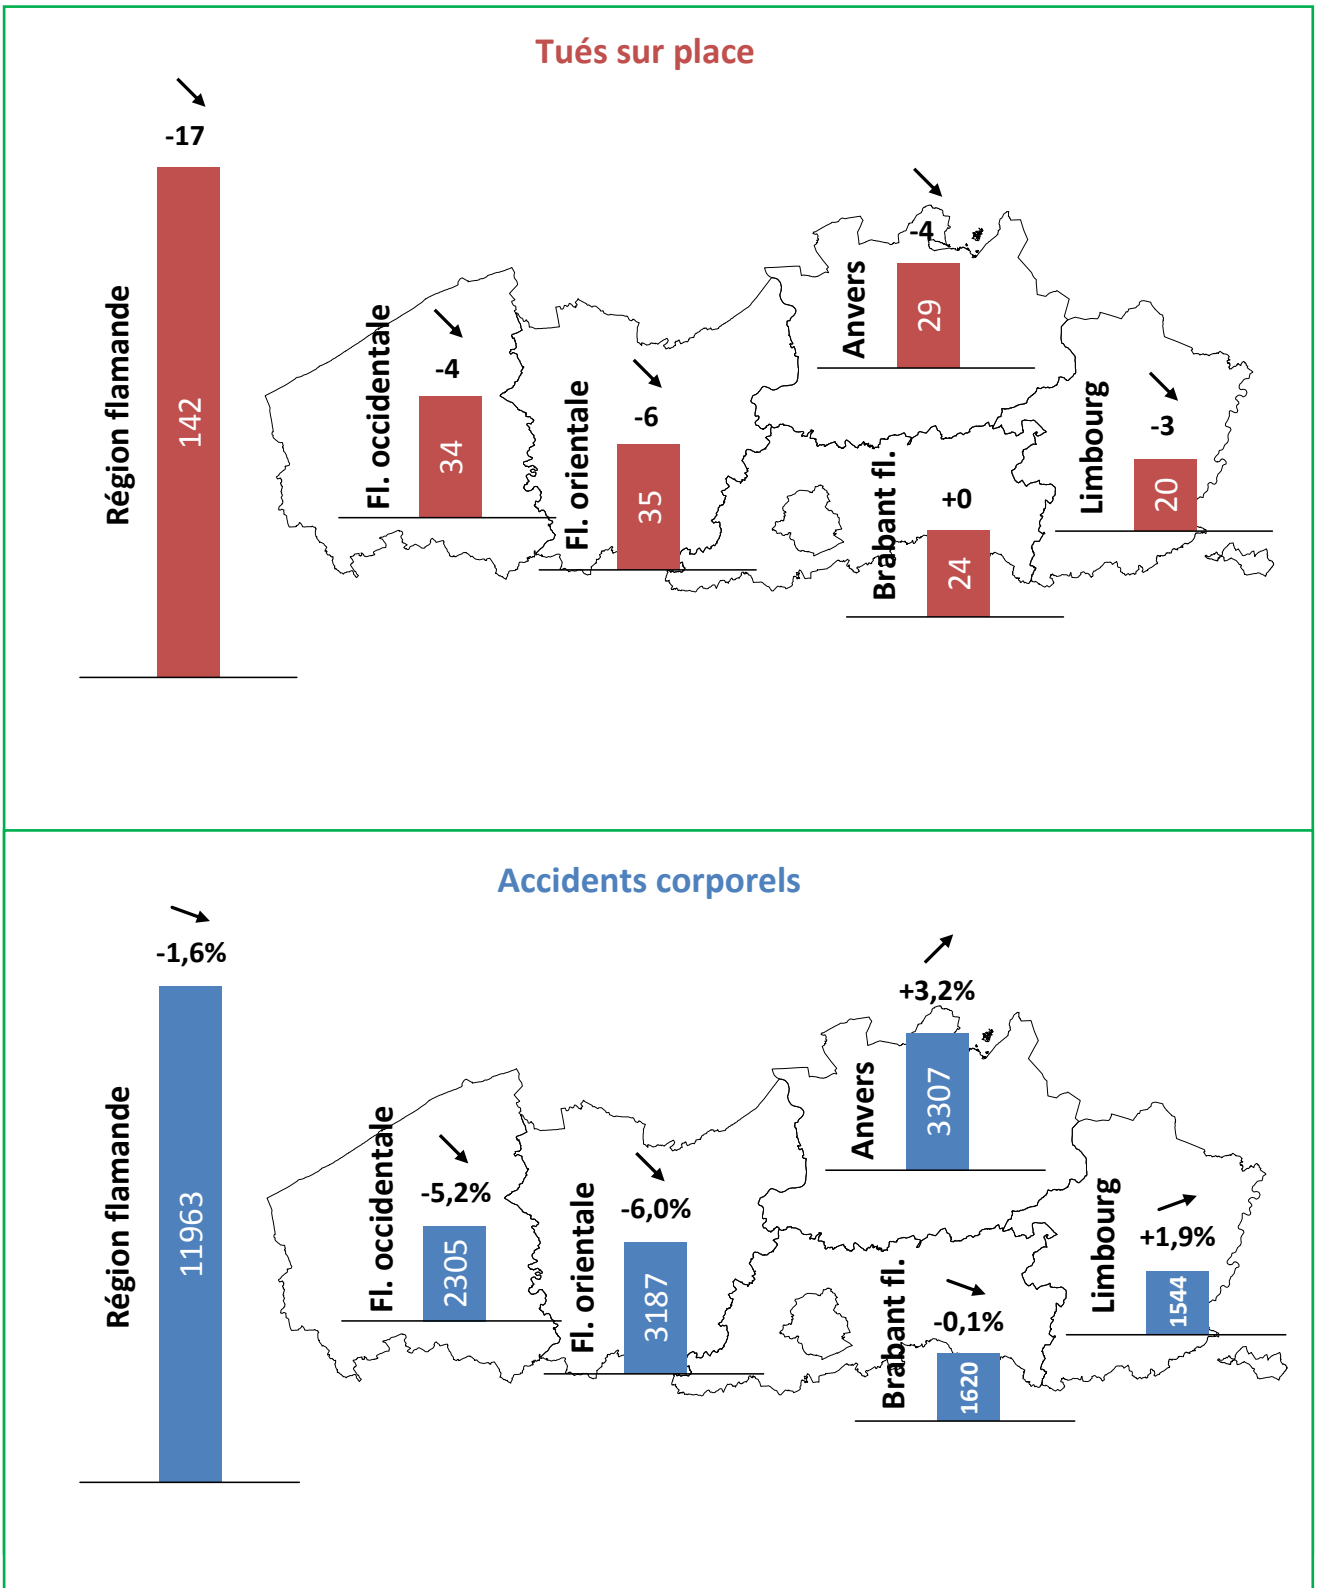 Tués sur place
-17
Région flamande
142
Fl. occidentale
-4
34
Fl. orientale
-6
35
Anvers
-4
29
Brabant fl.
+0
24
Limbourg
-3
20
Accidents corporels
-1,6%
Région flamande
11963
Fl. occidentale
-5,2%
2305
Fl. orientale
-6,0%
3187
Anvers
+3,2%
3307
Brabant fl.
-0,1%
1620
Limbourg
+1,9%
1544